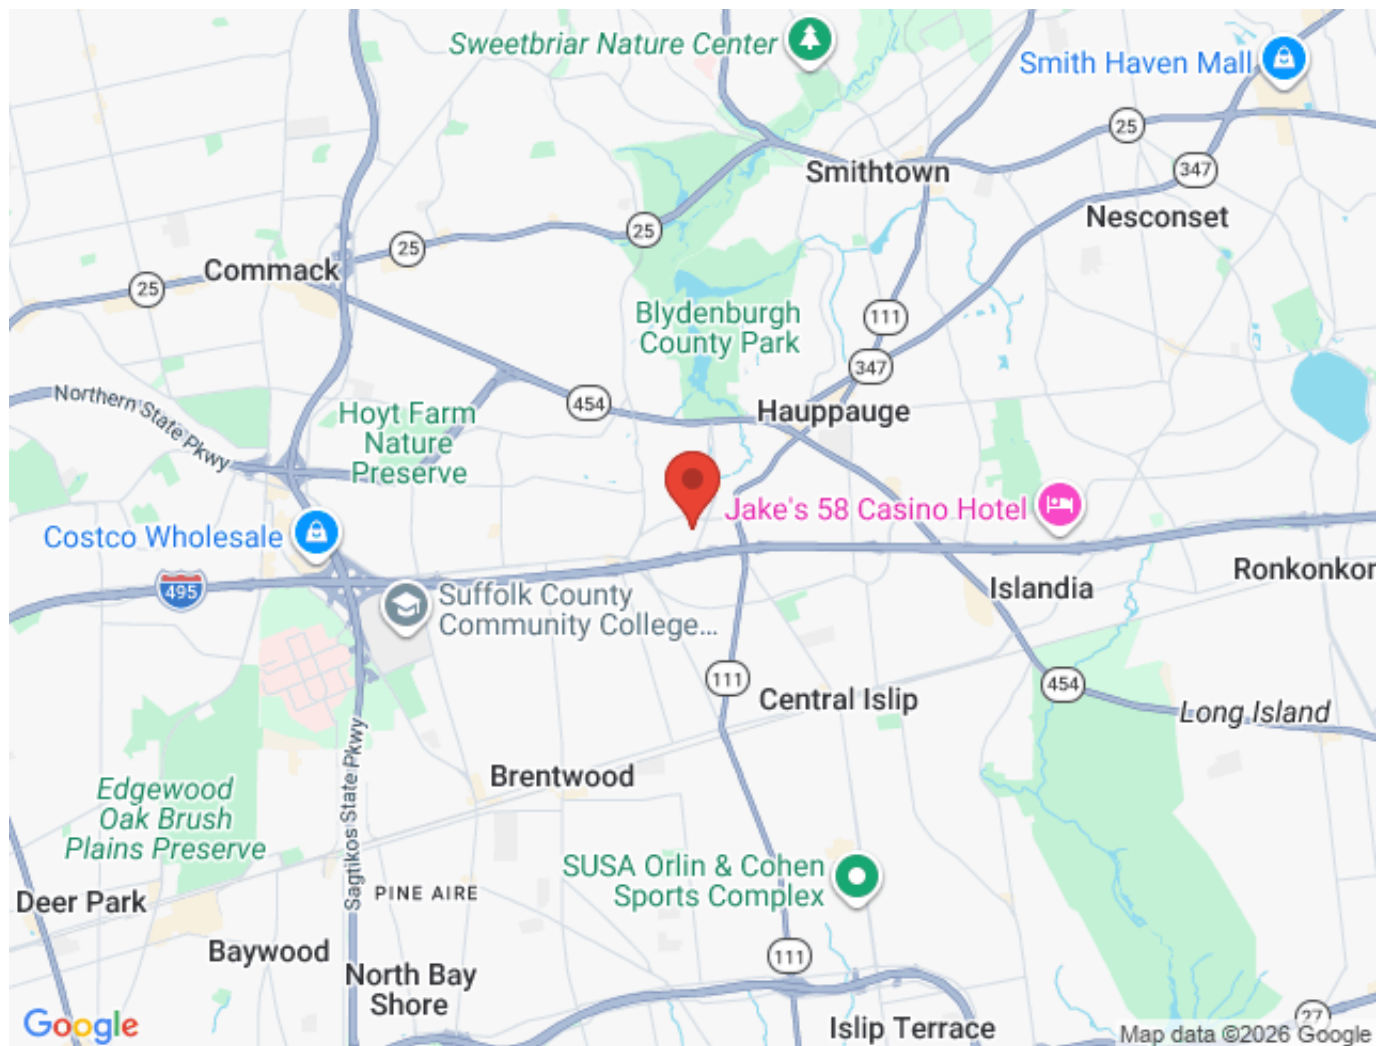 Sweetbriar Nature Center
Smith Haven Mall
25
Smithtown
347
Nesconset
25
25
Commack
25
Blydenburgh
County Park
111
347
Northern State Pkwy
454
Hauppauge
Hoyt Farm
Nature
Preserve
Jake's 58 Casino Hotel
Costco Wholesale
495
Suffolk County
Community College...
Islandia
Ronkonkor
111
454
Central Islip
Long Island
Sagtikos State Pkwy
Brentwood
Edgewood
Oak Brush
Plains Preserve
SUSA Orlin & Cohen
Sports Complex
PINE AIRE
Deer Park
Baywood
North Bay
Shore
111
27
Islip Terrace
Google
Map data ©2026 Google